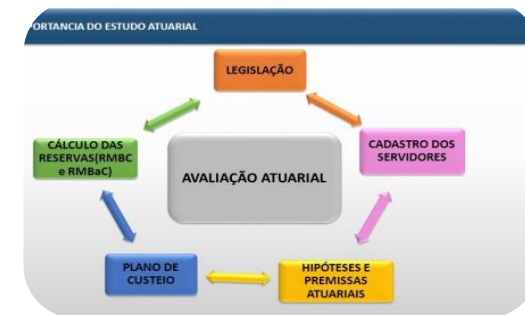 PORTANCIA DO ESTUDO ATUARIAL
LEGISLAÇÃO
CÁLCULO DAS
RESERVAS(RMBC
e RMBaC)
CADASTRO DOS
SERVIDORES
AVALIAÇÃO ATUARIAL
PLANO DE
CUSTEIO
HIPÓTESES E
PREMISSAS
ATUARIAIS